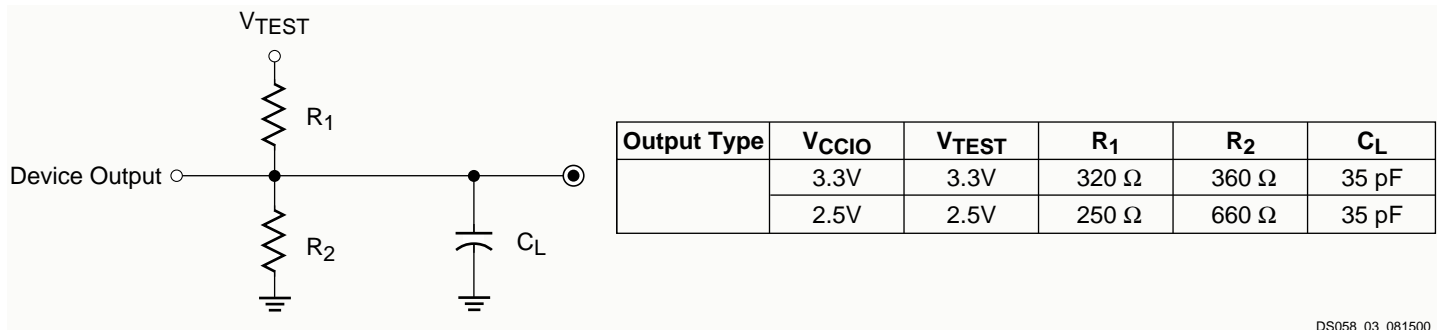 VTEST
R1
Device Output
R2
CL
Output Type VCCIO VTEST R1 R2 CL
3.3V 3.3V 320 Ω 360 Ω 35 pF
2.5V 2.5V 250 Ω 660 Ω 35 pF
DS058_03_081500